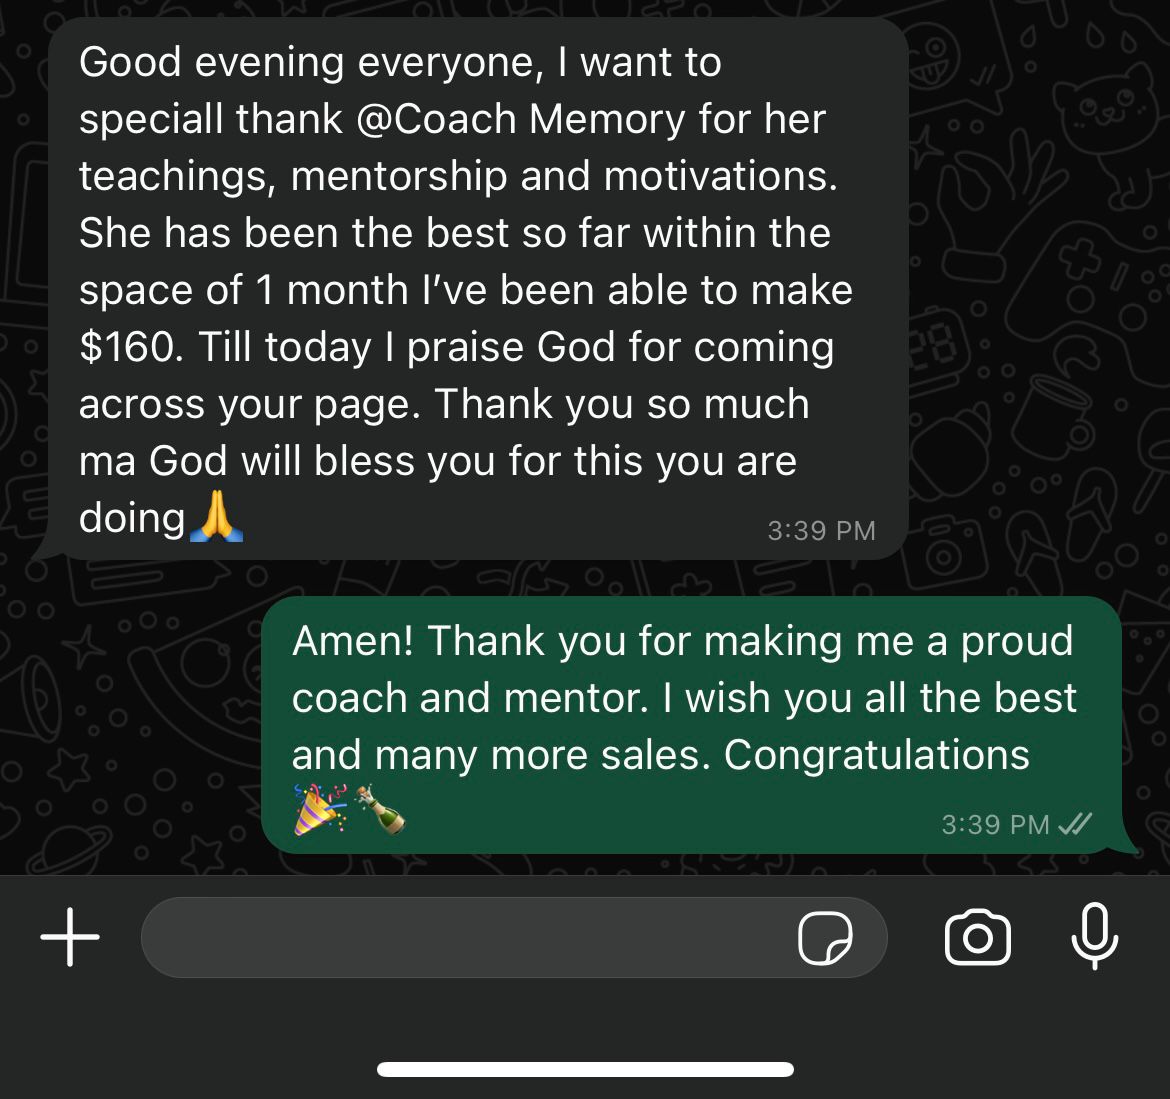 Good evening everyone, I want to
speciall thank @Coach Memory for her
teachings, mentorship and motivations.
She has been the best so far within the
space of 1 month I’ve been able to make
$160. Till today I praise God for coming
across your page. Thank you so much
ma God will bless you for this you are
doing🙏
3:39 PM
Amen! Thank you for making me a proud
coach and mentor. I wish you all the best
and many more sales. Congratulations
🎉🍾
3:39 PM